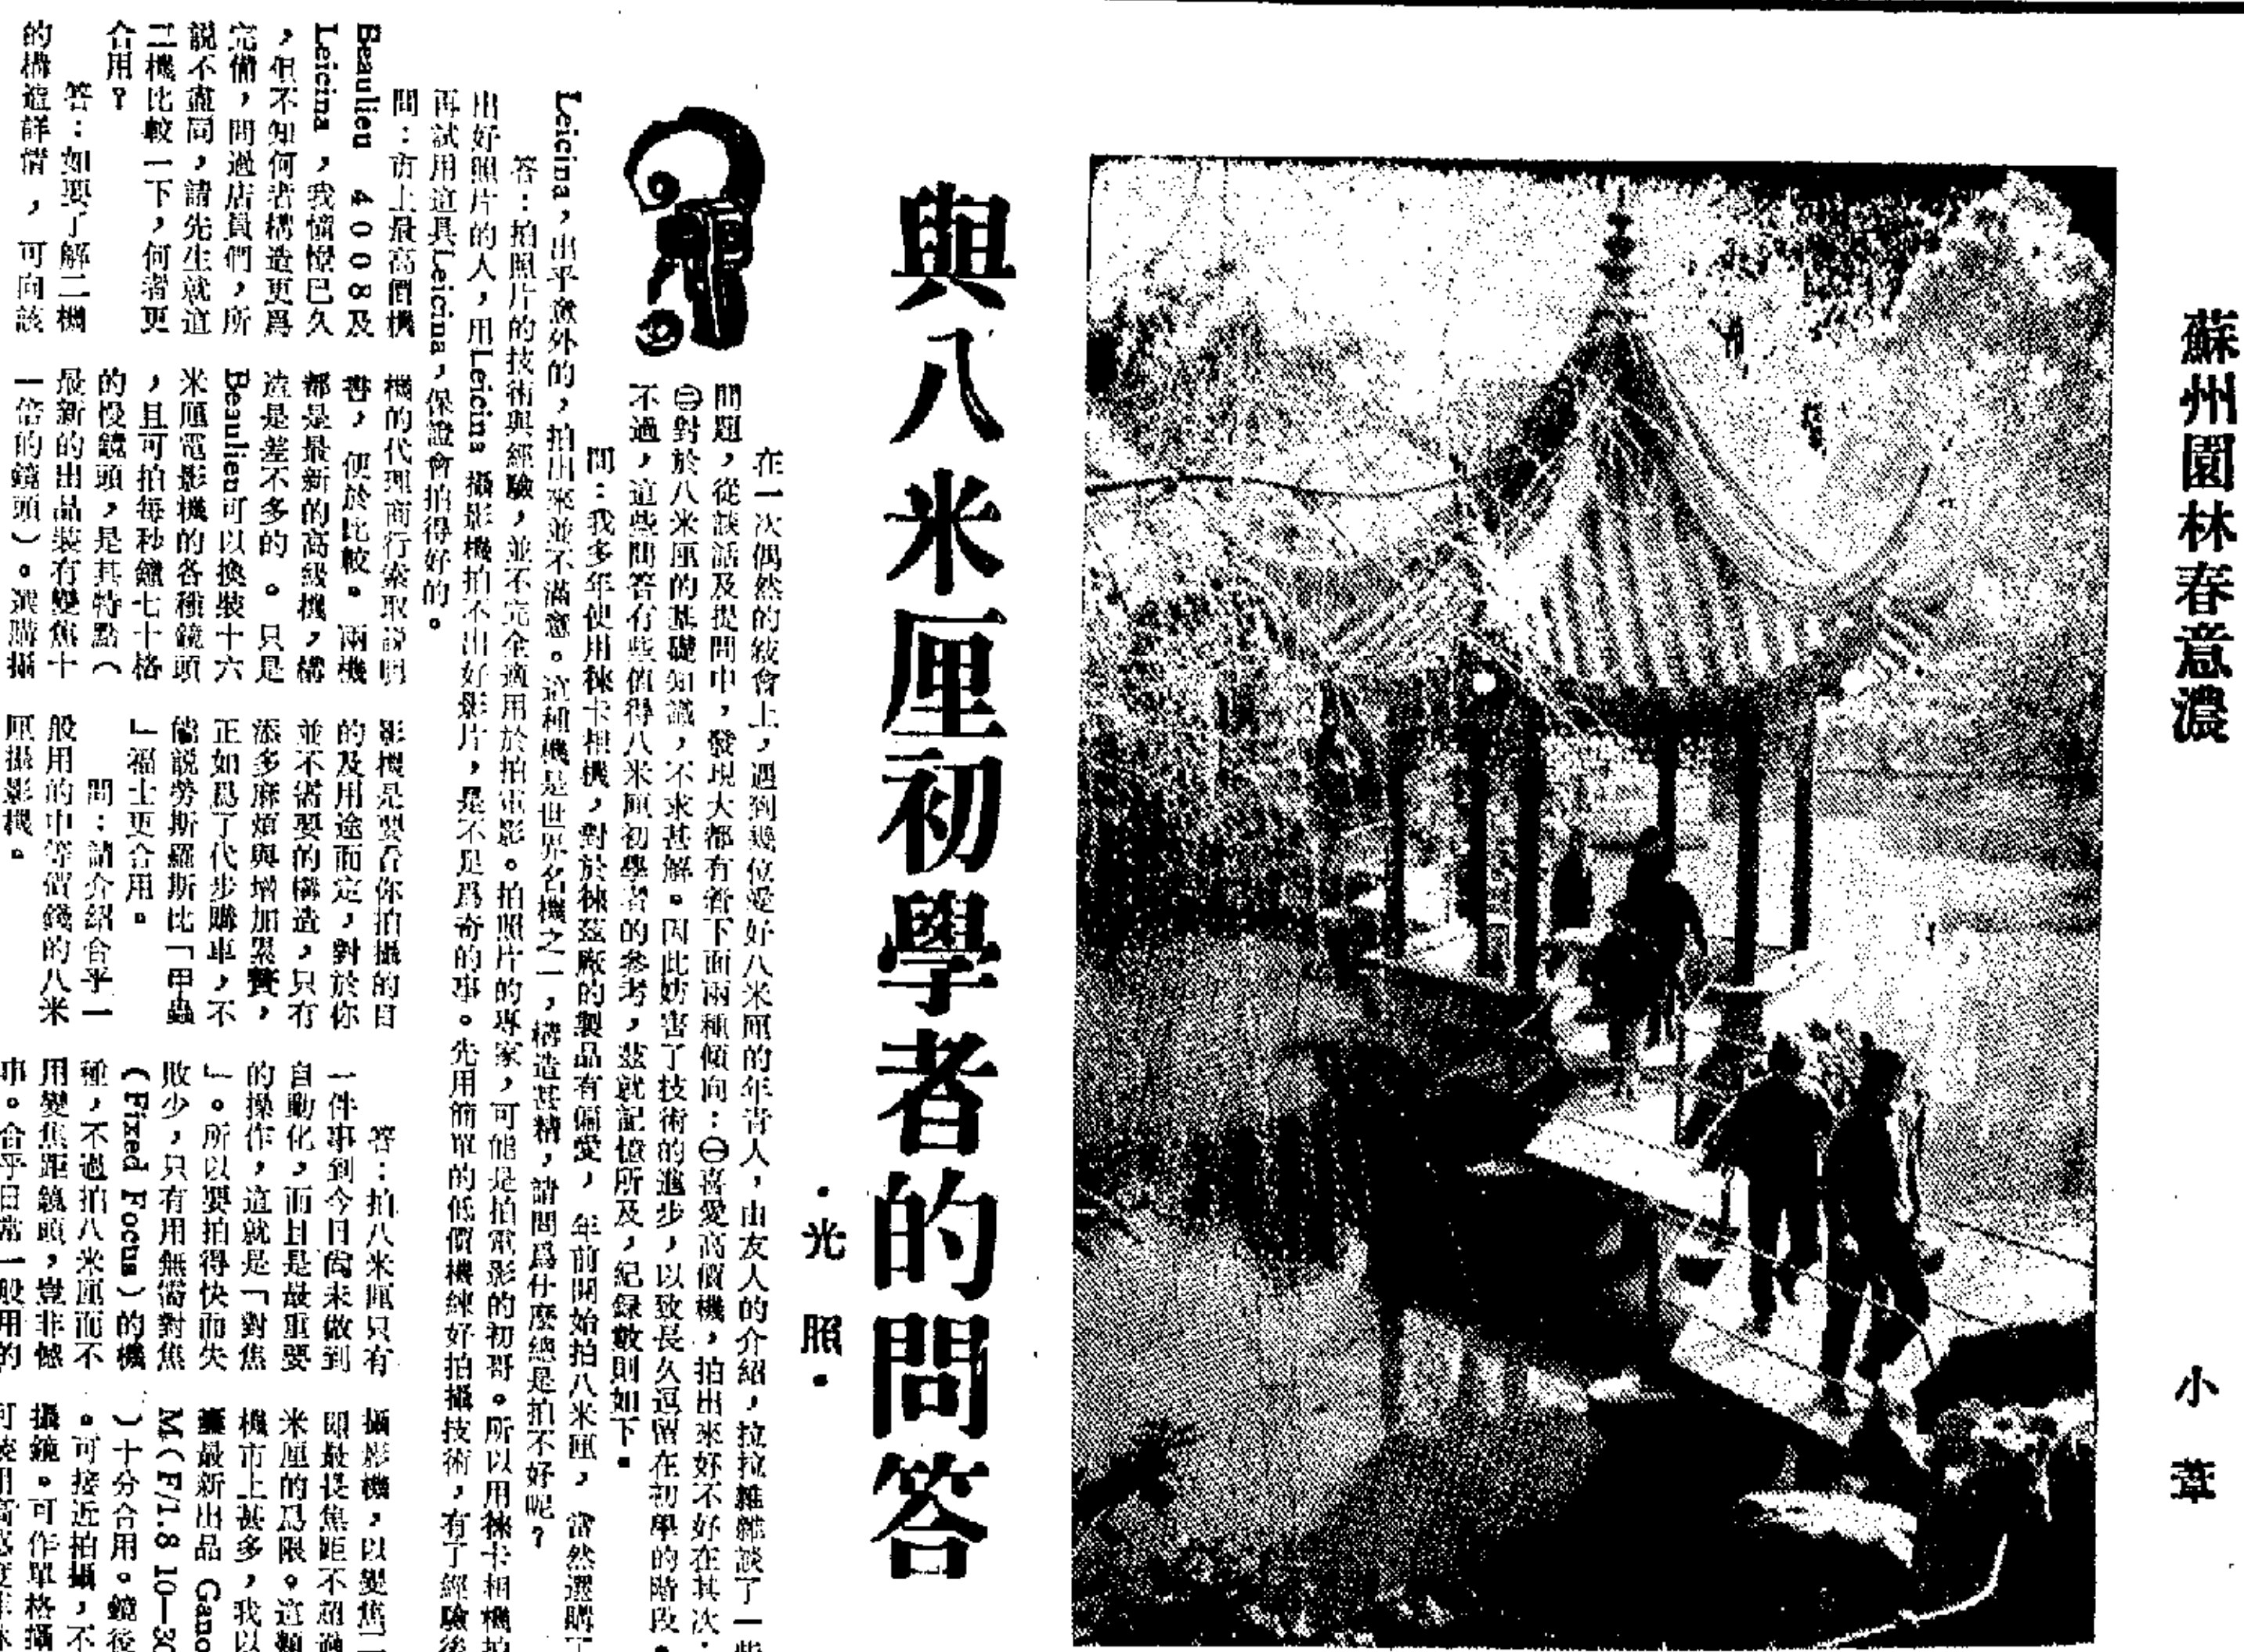 蘇州園林春意濃
小葦
與八米厘初學者的問答
·光照·
在一次偶然的敍會上，遇到幾位愛好八米厘的年青人，由友人的介紹，拉拉雜雜談了一些
問題，從談話及提問中，發現大都有着下面兩種傾向：㊀喜愛高價機，拍出來好不好在其次；
㊁對於八米厘的基礎知識，不求甚解。因此妨害了技術的進步，以致長久逗留在初學的階段。
不過，這些問答有些值得八米厘初學者的參考，茲就記憶所及，紀錄數則如下。
問：我多年使用徠卡相機，對於徠茲廠的製品有偏愛，年前開始拍八米厘，當然選購了
Leicina，出乎意外的，拍出來並不滿意。這種機是世界名機之一，構造甚精，請問爲什麽總是拍不好呢？
答：拍照片的技術與經驗，並不完全適用於拍電影。拍照片的專家，可能是拍電影的初哥。所以用徠卡相機拍
出好照片的人，用Leicina 攝影機拍不出好影片，是不足爲奇的事。先用簡單的低價機練好拍攝技術，有了經驗後
再試用這具Leicina，保證會拍得好的。
問：市上最高價機
Beaulieu 4008及
Leicina ，我憧憬已久
，但不知何者構造更爲
完備，問過店員們，所
説不盡同，請先生就這
二機比較一下，何者更
合用？
答：如要了解二機
的構造詳情，可向該
機的代理商行索取説明
書，便於比較。兩機
都是最新的高級機，構
造是差不多的。只是
Beaulieu可以換裝十六
米厘電影機的各種鏡頭
，且可拍每秒鐘七十格
的慢鏡頭，是其特點（
最新的出品裝有變焦十
一倍的鏡頭）。選購攝
影機是要看你拍攝的目
的及用途而定，對於你
並不需要的構造，只有
添多麻煩與增加累贅，
正如爲了代步購車，不
能説勞斯羅斯比「甲蟲
」福士更合用。
問：請介紹合乎一
般用的中等價錢的八米
厘攝影機。
答：拍八米厘只有
一件事到今日尚未做到
自動化，而且是最重要
的操作，這就是「對焦
」。所以要拍得快而失
敗少，只有用無需對焦
（Fixed Focus）的機
種，不過拍八米厘而不
用變焦距鏡頭，豈非憾
事。合乎日常一般用的
攝影機，以變焦二
即最長焦距不超過
米厘的爲限。這類
機市上甚多，我以
最新出品 Gano
M（F/1.8 10—30
）十分合用。鏡後
。可接近拍攝，不
攝鏡。可作單格攝